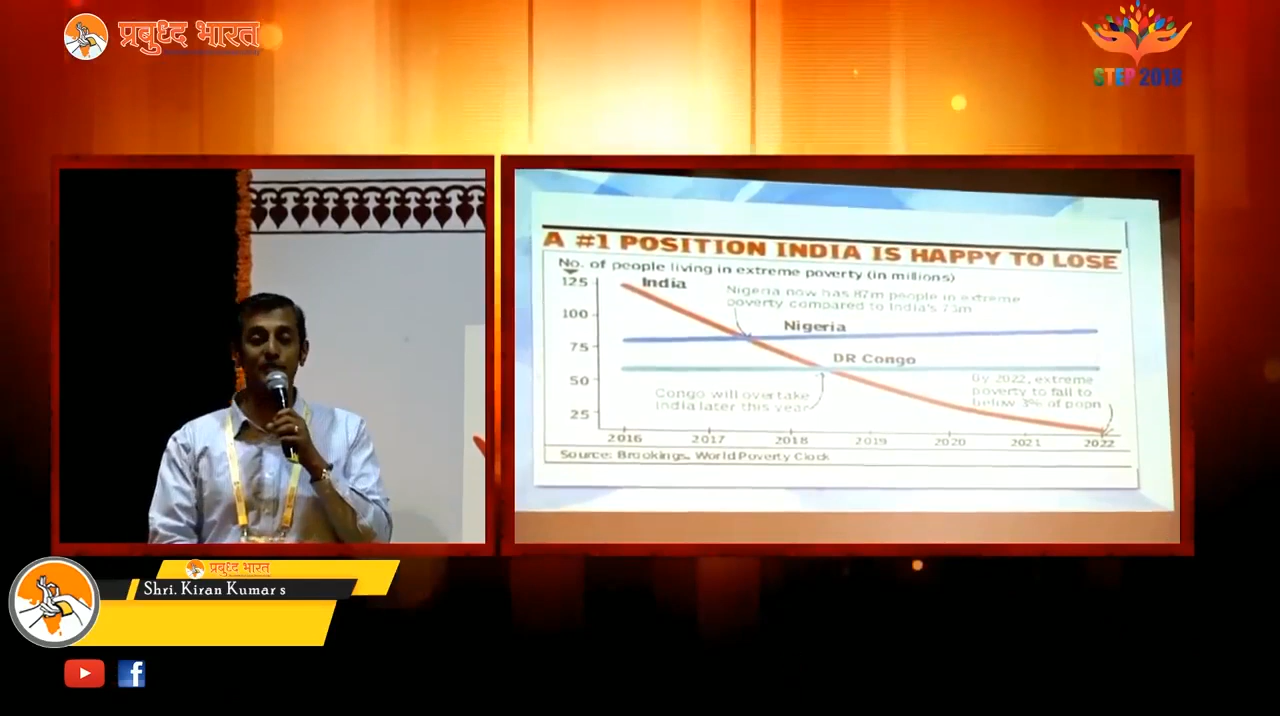 प्रबुध्द भारत
STEP 2018
A #1 POSITION INDIA IS HAPPY TO LOSE
No. of people living in extreme poverty (in millions)
125
100
75
50
25
India
Nigeria now has 87m people in extreme
poverty compared to India's 73m
Nigeria
DR Congo
Congo will overtake
India later this year
By 2022, extreme
poverty to fall to
below 3% of popn
2016 2017 2018 2019 2020 2021 2022
Source: Brookings, World Poverty Clock
प्रबुध्द भारत
Shri. Kiran Kumar s